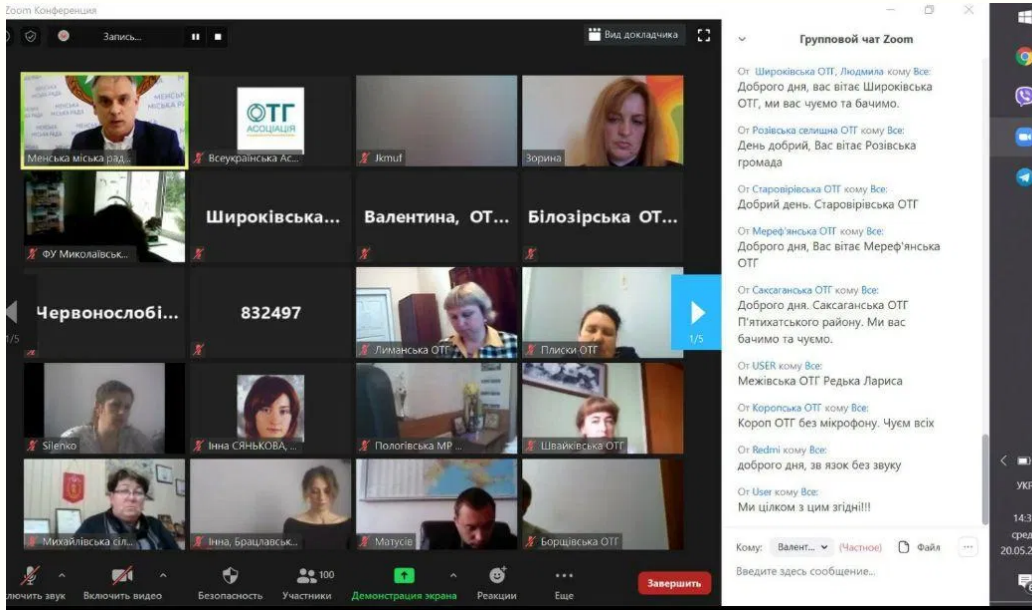 Zoom Конференция
Запись...
Вид докладчика
Менська міська рад...
ОТГ
АСОЦІАЦІЯ
Всеукраїнська Ас...
Jkmuf
Зорина
ФУ Миколаївськ...
Широківська...
Валентина, ОТ...
Білозірська ОТ...
Червонослобі...
832497
Лиманська ОТГ
Плиски ОТГ
1/5
1/5
Silenko
Інна СЯНЬКОВА, ...
Пологівська МР ...
Швайківська ОТГ
Михайлівська сіл...
Інна, Брацлавськ...
Матусів
Борщівська ОТГ
лючить звук
Включить видео
Безопасность
100
Участники
Демонстрация экрана
Реакции
Еще
Завершить
Групповой чат Zoom
От Широківська ОТГ, Людмила кому Все:
Доброго дня, вас вітає Широківська
ОТГ, ми вас чуємо та бачимо.
От Розівська селищна ОТГ кому Все:
День добрий, Вас вітає Розівська
громада
От Старовірівська ОТГ кому Все:
Добрий день. Старовірівська ОТГ
От Мереф'янська ОТГ кому Все:
Доброго дня, Вас вітає Мереф'янська
ОТГ
От Саксаганська ОТГ кому Все:
Доброго дня. Саксаганська ОТГ
П'ятихатського району. Ми вас
бачимо та чуємо.
От USER кому Все:
Межівська ОТГ Редька Лариса
От Коропська ОТГ кому Все:
Короп ОТГ без мікрофону. Чуєм всіх
От Redmi кому Все:
доброго дня, зв язок без звуку
От User кому Все:
Ми цілком з цим згідні!!!
Кому: Валент... (Частное) Файл ...
Введите здесь сообщение...
УКР
14:3
сред
20.05.2